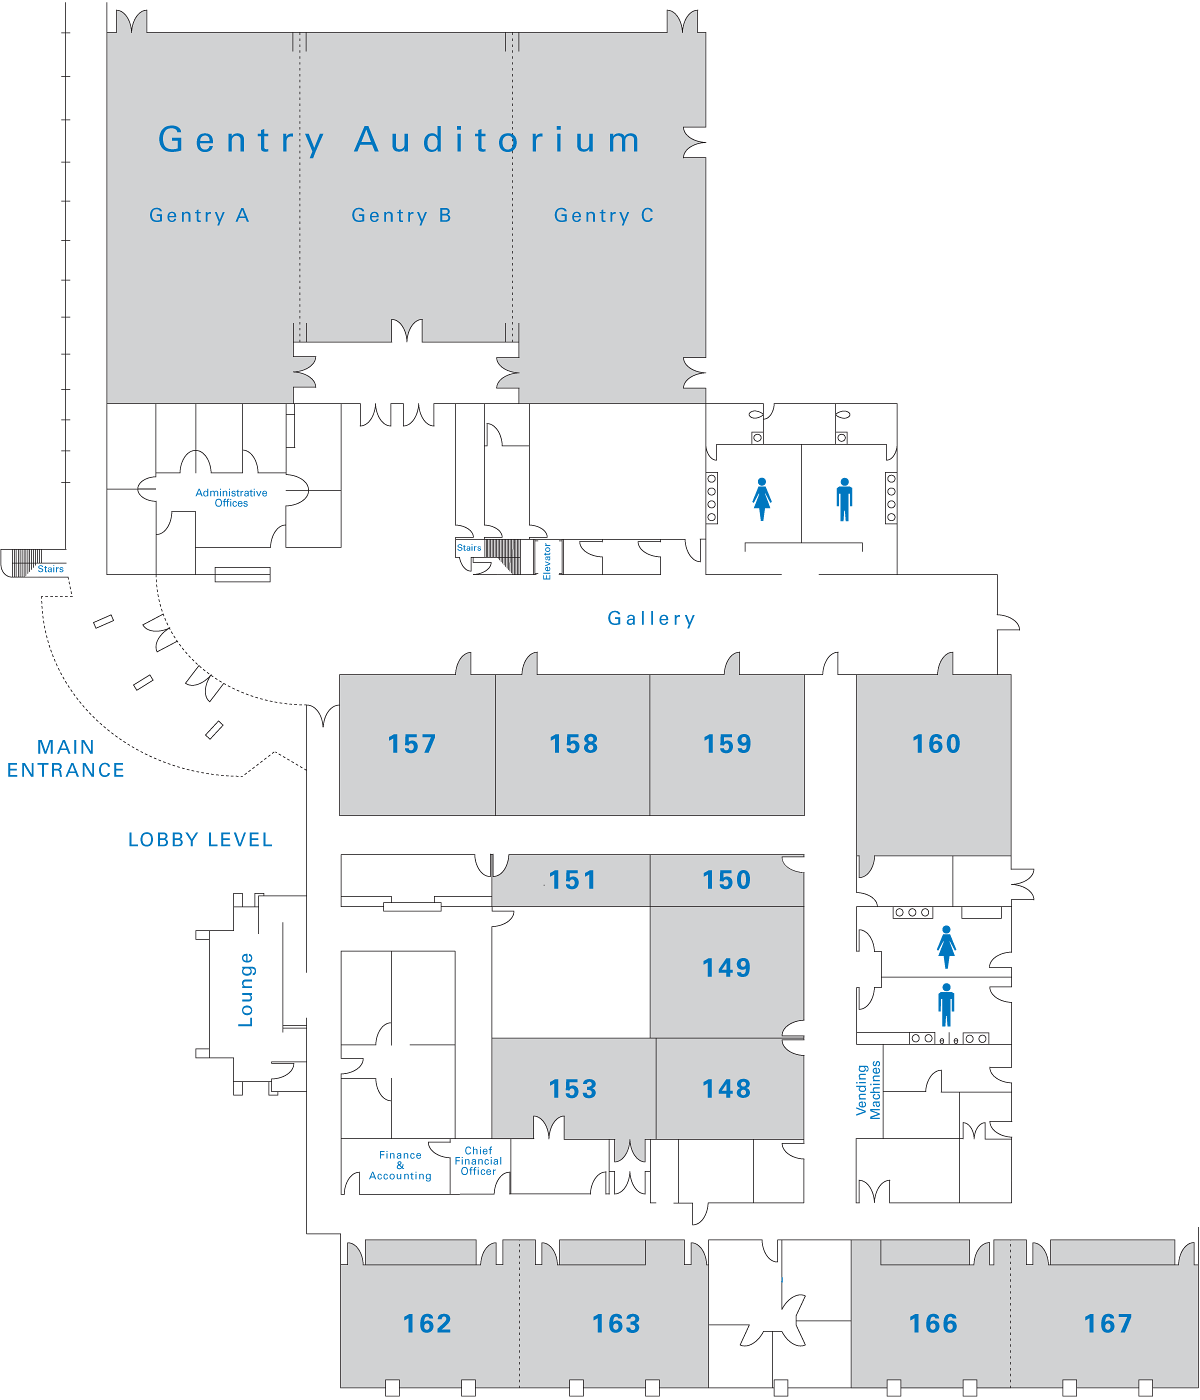 Gentry Auditorium
Gentry A
Gentry B
Gentry C
Administrative
Offices
Stairs
Elevator
Stairs
Gallery
MAIN
ENTRANCE
157
158
159
160
LOBBY LEVEL
151
150
149
Lounge
153
148
Vending
Machines
Finance
&
Accounting
Chief
Financial
Officer
162
163
166
167